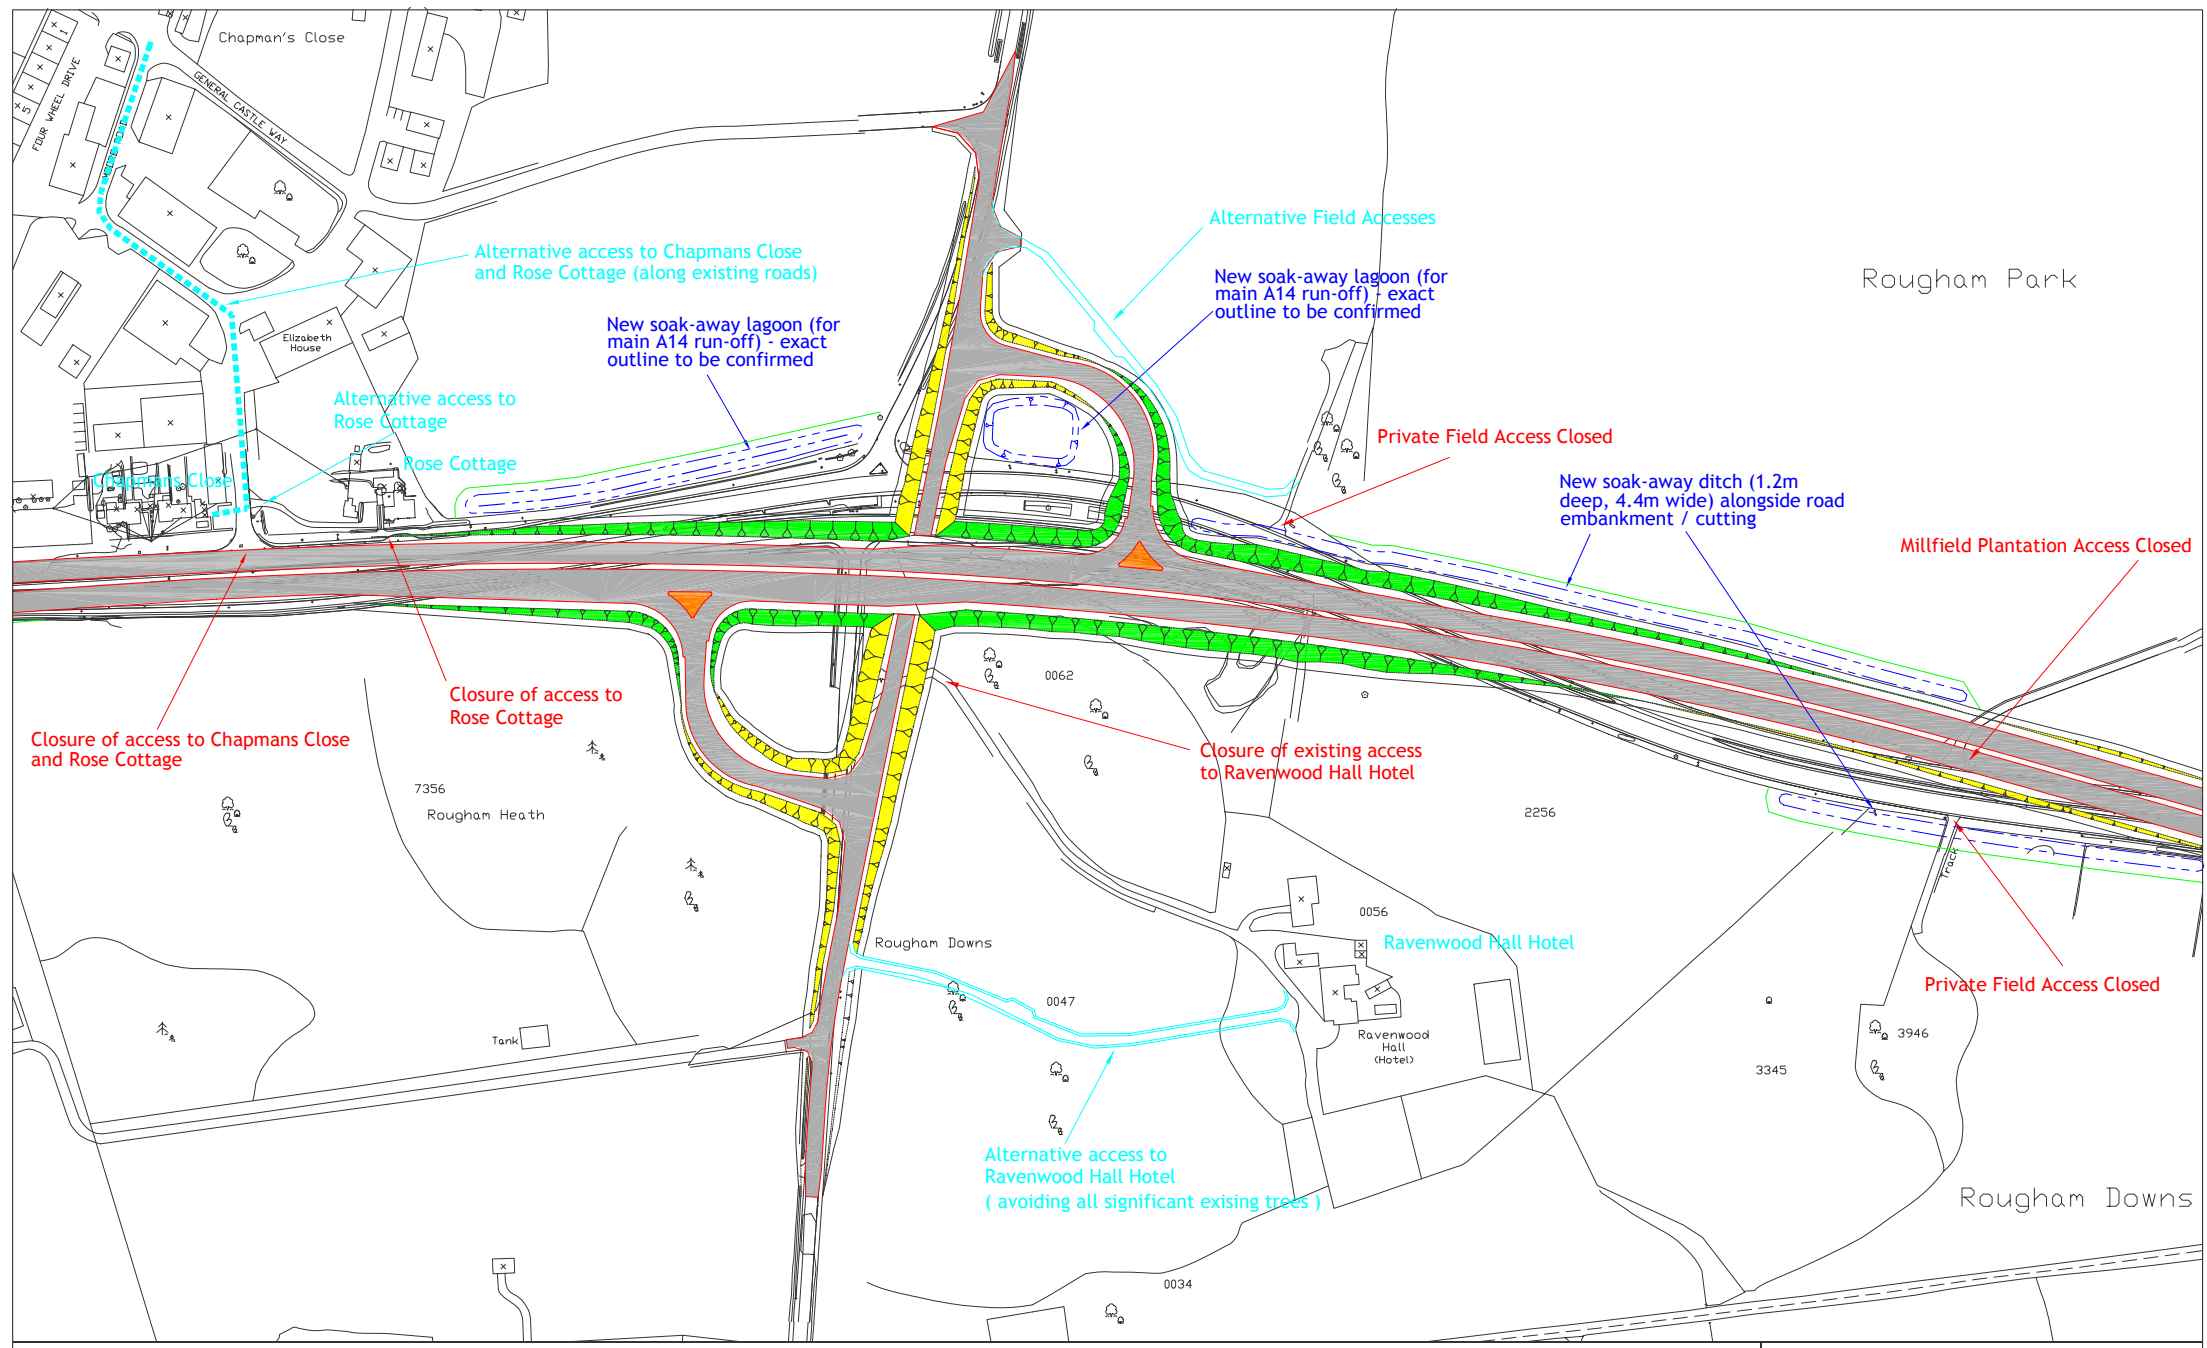 Chapman's Close
1
5
FOUR WHEEL DRIVE
GENERAL CASTLE WAY
Alternative Field Accesses
Alternative access to Chapmans Close
and Rose Cottage (along existing roads)
New soak-away lagoon (for
main A14 run-off) - exact
outline to be confirmed
Rougham Park
New soak-away lagoon (for
main A14 run-off) - exact
outline to be confirmed
Elizabeth
House
Alternative access to
Rose Cottage
Rose Cottage
Chapmans Close
Private Field Access Closed
New soak-away ditch (1.2m
deep, 4.4m wide) alongside road
embankment / cutting
Millfield Plantation Access Closed
0062
Closure of access to
Rose Cottage
Closure of access to Chapmans Close
and Rose Cottage
Closure of existing access
to Ravenwood Hall Hotel
7356
Rougham Heath
2256
Track
0056
Rougham Downs
Ravenwood Hall Hotel
Private Field Access Closed
0047
Tank
Ravenwood
Hall
(Hotel)
3946
3345
Alternative access to
Ravenwood Hall Hotel
( avoiding all significant exising trees )
Rougham Downs
0034